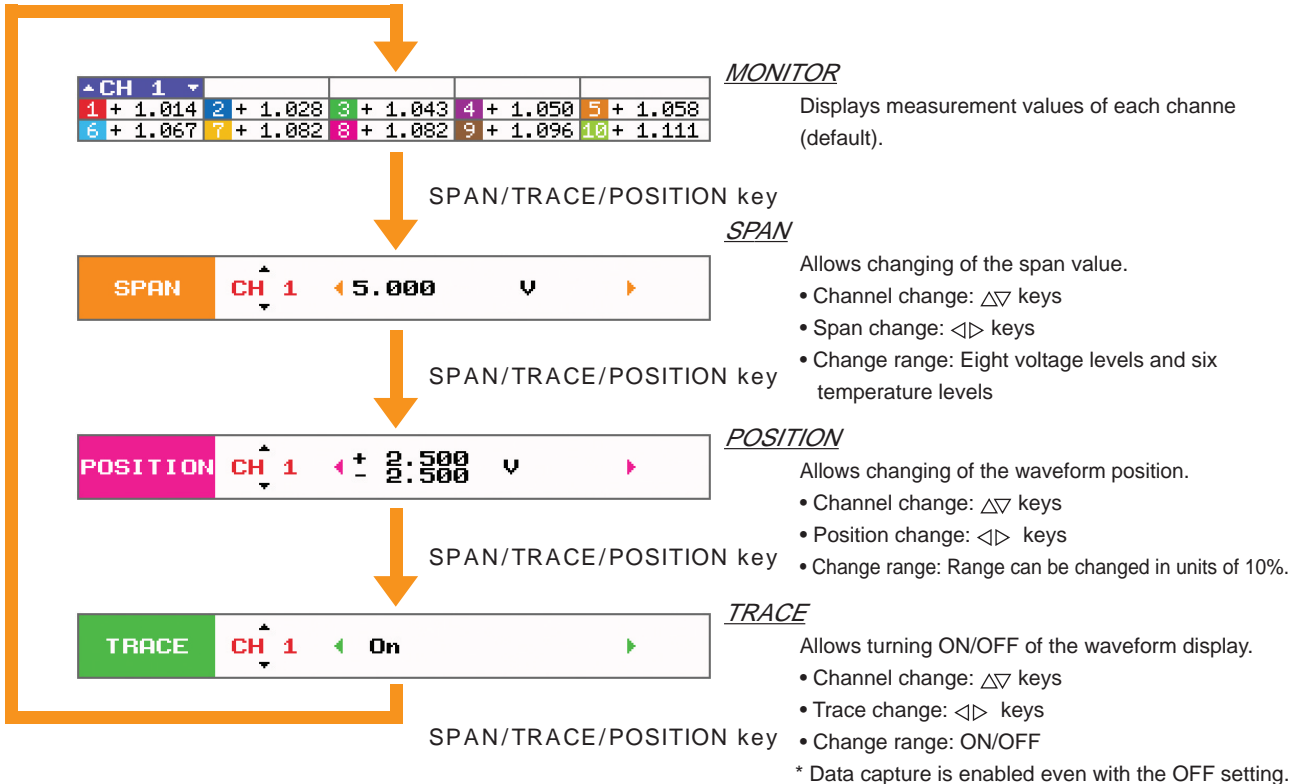 MONITOR
Displays measurement values of each channe
(default).
CH 1
1 + 1.014 2 + 1.028 3 + 1.043 4 + 1.050 5 + 1.058
6 + 1.067 7 + 1.082 8 + 1.082 9 + 1.096 10 + 1.111
SPAN/TRACE/POSITION key
SPAN
SPAN CH 1 5.000 V
Allows changing of the span value.
• Channel change: △▽ keys
• Span change: ◁▷ keys
• Change range: Eight voltage levels and six
temperature levels
SPAN/TRACE/POSITION key
POSITION
POSITION CH 1 + 2.500 V
- 2.500
Allows changing of the waveform position.
• Channel change: △▽ keys
• Position change: ◁▷ keys
• Change range: Range can be changed in units of 10%.
SPAN/TRACE/POSITION key
TRACE
TRACE CH 1 On
Allows turning ON/OFF of the waveform display.
• Channel change: △▽ keys
• Trace change: ◁▷ keys
• Change range: ON/OFF
* Data capture is enabled even with the OFF setting.
SPAN/TRACE/POSITION key